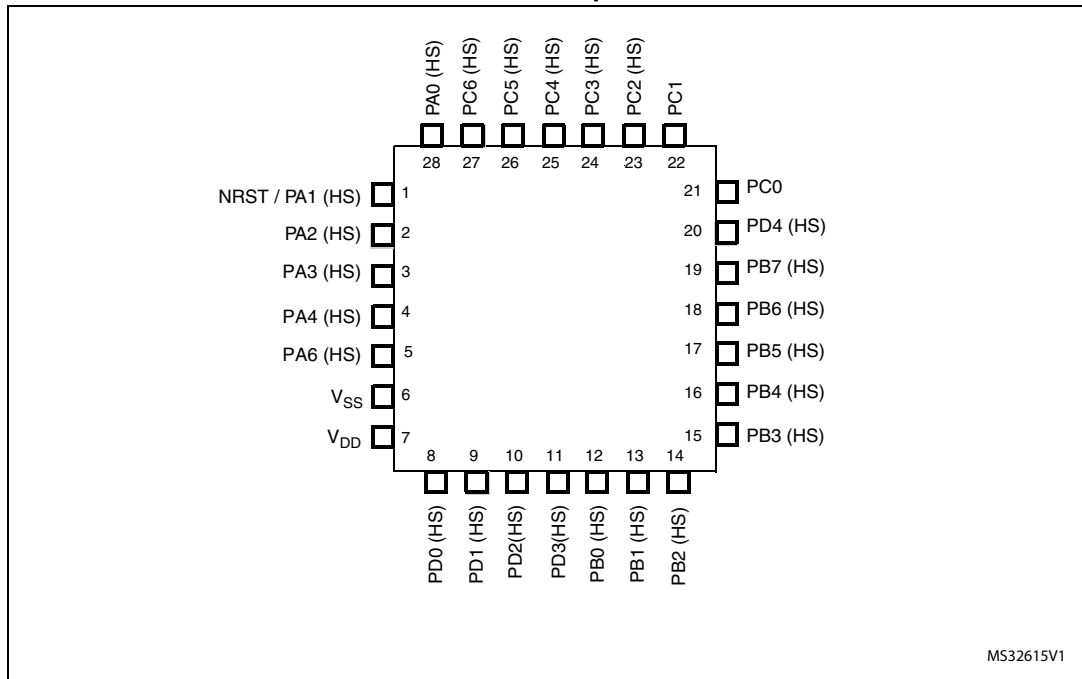 PA0 (HS)
PC6 (HS)
PC5 (HS)
PC4 (HS)
PC3 (HS)
PC2 (HS)
PC1
28 27 26 25 24 23 22
NRST / PA1 (HS) 1
PA2 (HS) 2
PA3 (HS) 3
PA4 (HS) 4
PA6 (HS) 5
VSS 6
VDD 7
21 PC0
20 PD4 (HS)
19 PB7 (HS)
18 PB6 (HS)
17 PB5 (HS)
16 PB4 (HS)
15 PB3 (HS)
8 9 10 11 12 13 14
PD0 (HS)
PD1 (HS)
PD2(HS)
PD3(HS)
PB0 (HS)
PB1 (HS)
PB2 (HS)
MS32615V1